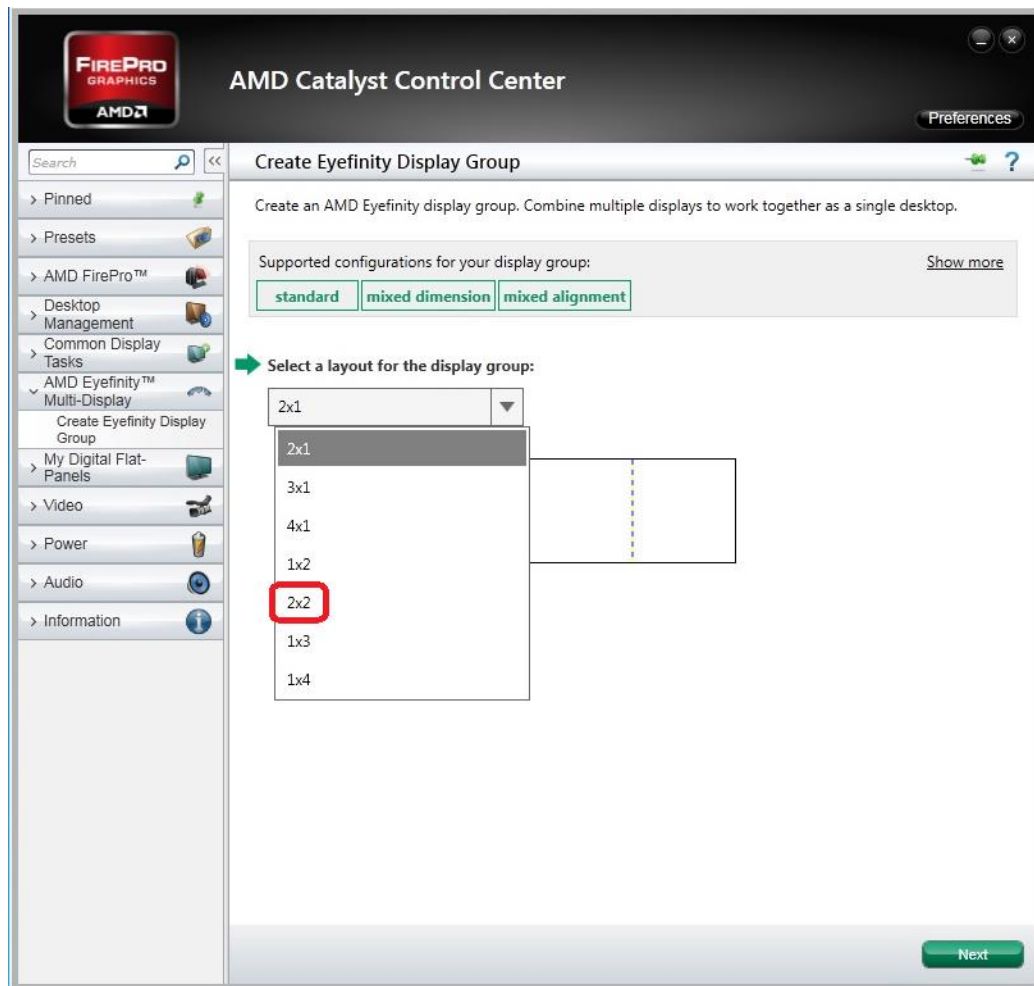 FIREPRO
GRAPHICS
AMD
AMD Catalyst Control Center
Preferences
Search
<<
Create Eyefinity Display Group
?
> Pinned
> Presets
> AMD FirePro™
> Desktop
Management
> Common Display
Tasks
AMD Eyefinity™
Multi-Display
Create Eyefinity Display
Group
> My Digital Flat-
Panels
> Video
> Power
> Audio
> Information
Create an AMD Eyefinity display group. Combine multiple displays to work together as a single desktop.
Supported configurations for your display group:
Show more
standard
mixed dimension
mixed alignment
Select a layout for the display group:
2x1
2x1
3x1
4x1
1x2
2x2
1x3
1x4
Next